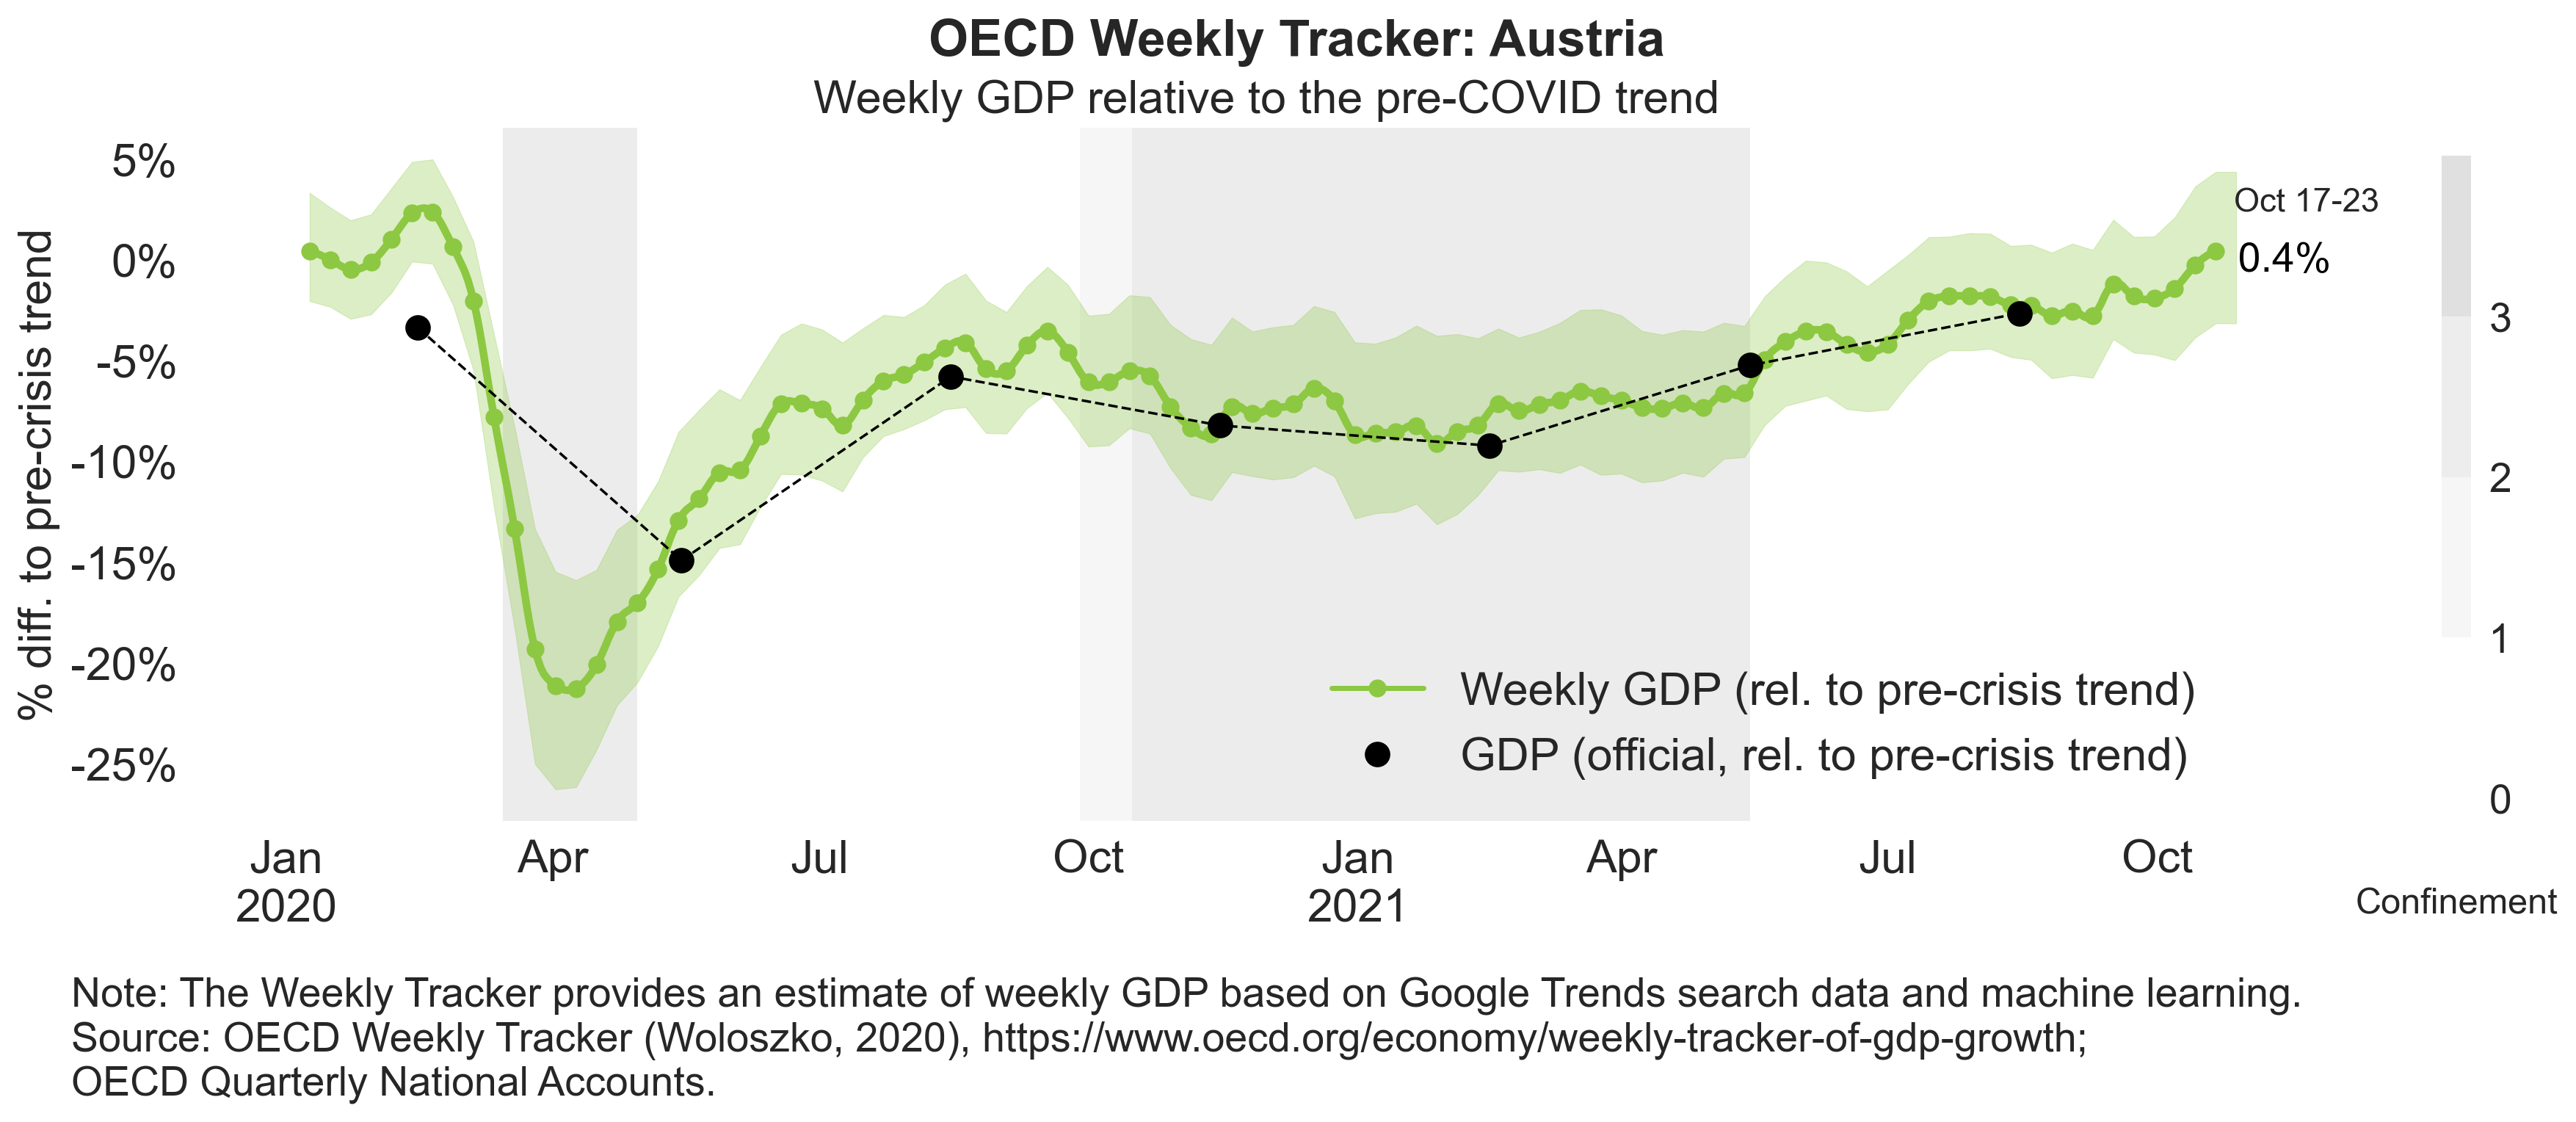 OECD Weekly Tracker: Austria
Weekly GDP relative to the pre-COVID trend
% diff. to pre-crisis trend
5%
0%
-5%
-10%
-15%
-20%
-25%
Oct 17-23
0.4%
3
2
1
0
Weekly GDP (rel. to pre-crisis trend)
GDP (official, rel. to pre-crisis trend)
Jan Apr Jul Oct Jan Apr Jul Oct
2020 2021
Confinement
Note: The Weekly Tracker provides an estimate of weekly GDP based on Google Trends search data and machine learning.
Source: OECD Weekly Tracker (Woloszko, 2020), https://www.oecd.org/economy/weekly-tracker-of-gdp-growth;
OECD Quarterly National Accounts.